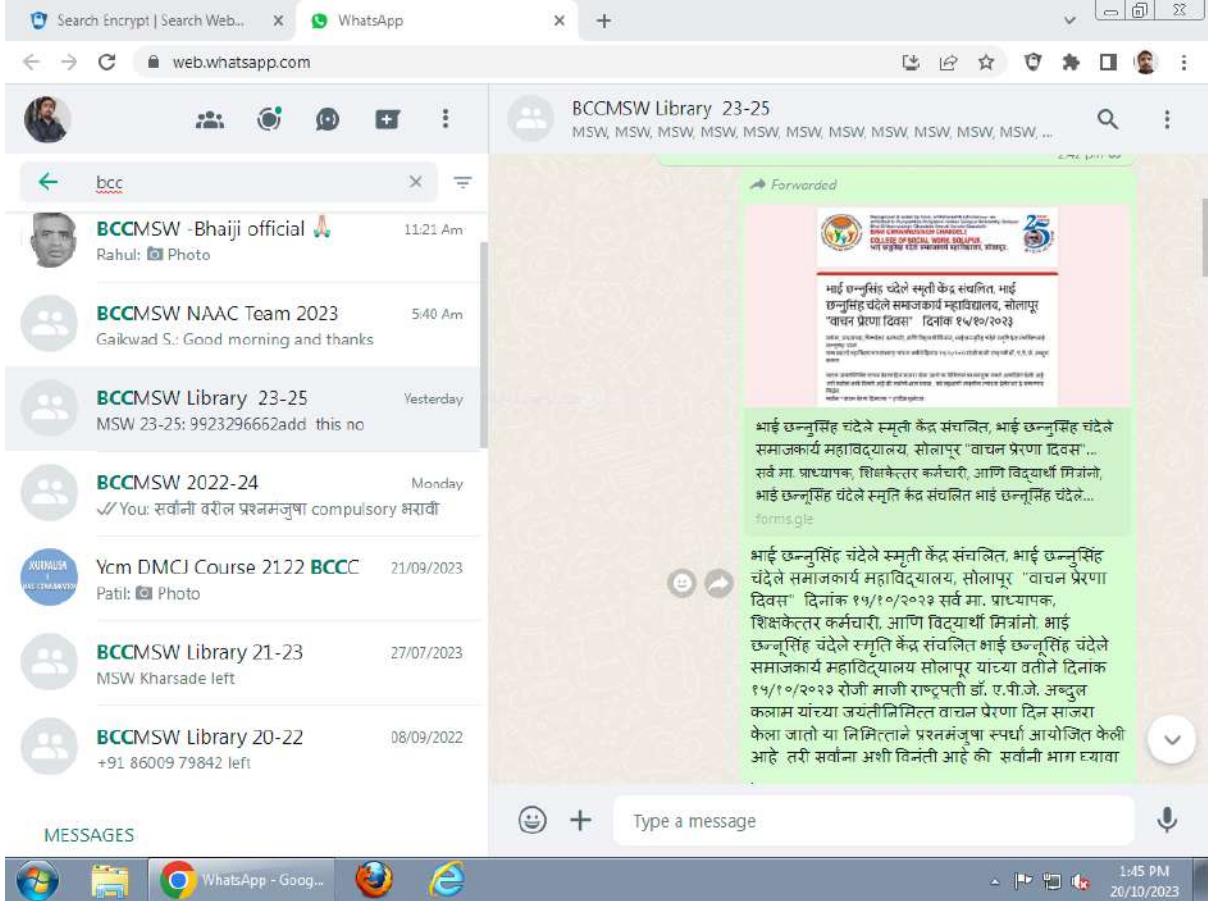 Search Encrypt | Search Web...
WhatsApp
web.whatsapp.com
bcc
BCCMSW -Bhaiji official 🙏🏻
11:21 Am
Rahul: Photo
BCCMSW NAAC Team 2023
5:40 Am
Gaikwad S.: Good morning and thanks
BCCMSW Library 23-25
Yesterday
MSW 23-25: 9923296662add this no
BCCMSW 2022-24
Monday
You: सर्वांनी वरील प्रश्नमंजुषा compulsory भरावी
Ycm DMCJ Course 2122 BCCC
21/09/2023
Patil: Photo
BCCMSW Library 21-23
27/07/2023
MSW Kharsade left
BCCMSW Library 20-22
08/09/2022
+91 86009 79842 left
MESSAGES
BCCMSW Library 23-25
MSW, MSW, MSW, MSW, MSW, MSW, MSW, MSW, MSW, MSW, MSW, ...
Forwarded
BHAI CHHANNUSINGH CHANDELE
COLLEGE OF SOCIAL WORK, SOLAPUR.
भाई छन्नुसिंह चंदेले स्मृती केंद्र संचलित, भाई
छन्नुसिंह चंदेले समाजकार्य महाविद्यालय, सोलापूर
"वाचन प्रेरणा दिवस" दिनांक १५/१०/२०२३
भाई छन्नुसिंह चंदेले स्मृती केंद्र संचलित, भाई छन्नुसिंह चंदेले
समाजकार्य महाविद्यालय, सोलापूर "वाचन प्रेरणा दिवस"...
सर्व मा. प्राध्यापक, शिक्षकेत्तर कर्मचारी, आणि विद्यार्थी मित्रांनो,
भाई छन्नूसिंह चंदेले स्मृति केंद्र संचलित भाई छन्नूसिंह चंदेले...
forms.gle
भाई छन्नुसिंह चंदेले स्मृती केंद्र संचलित, भाई छन्नुसिंह
चंदेले समाजकार्य महाविद्यालय, सोलापूर "वाचन प्रेरणा
दिवस" दिनांक १५/१०/२०२३ सर्व मा. प्राध्यापक,
शिक्षकेत्तर कर्मचारी, आणि विद्यार्थी मित्रांनो, भाई
छन्नूसिंह चंदेले स्मृति केंद्र संचलित भाई छन्नूसिंह चंदेले
समाजकार्य महाविद्यालय सोलापूर यांच्या वतीने दिनांक
१५/१०/२०२३ रोजी माजी राष्ट्रपती डॉ. ए.पी.जे. अब्दुल
कलाम यांच्या जयंतीनिमित्त वाचन प्रेरणा दिन साजरा
केला जातो या निमित्ताने प्रश्नमंजुषा स्पर्धा आयोजित केली
आहे तरी सर्वांना अशी विनंती आहे की सर्वांनी भाग घ्यावा
Type a message
WhatsApp - Goog...
1:45 PM
20/10/2023